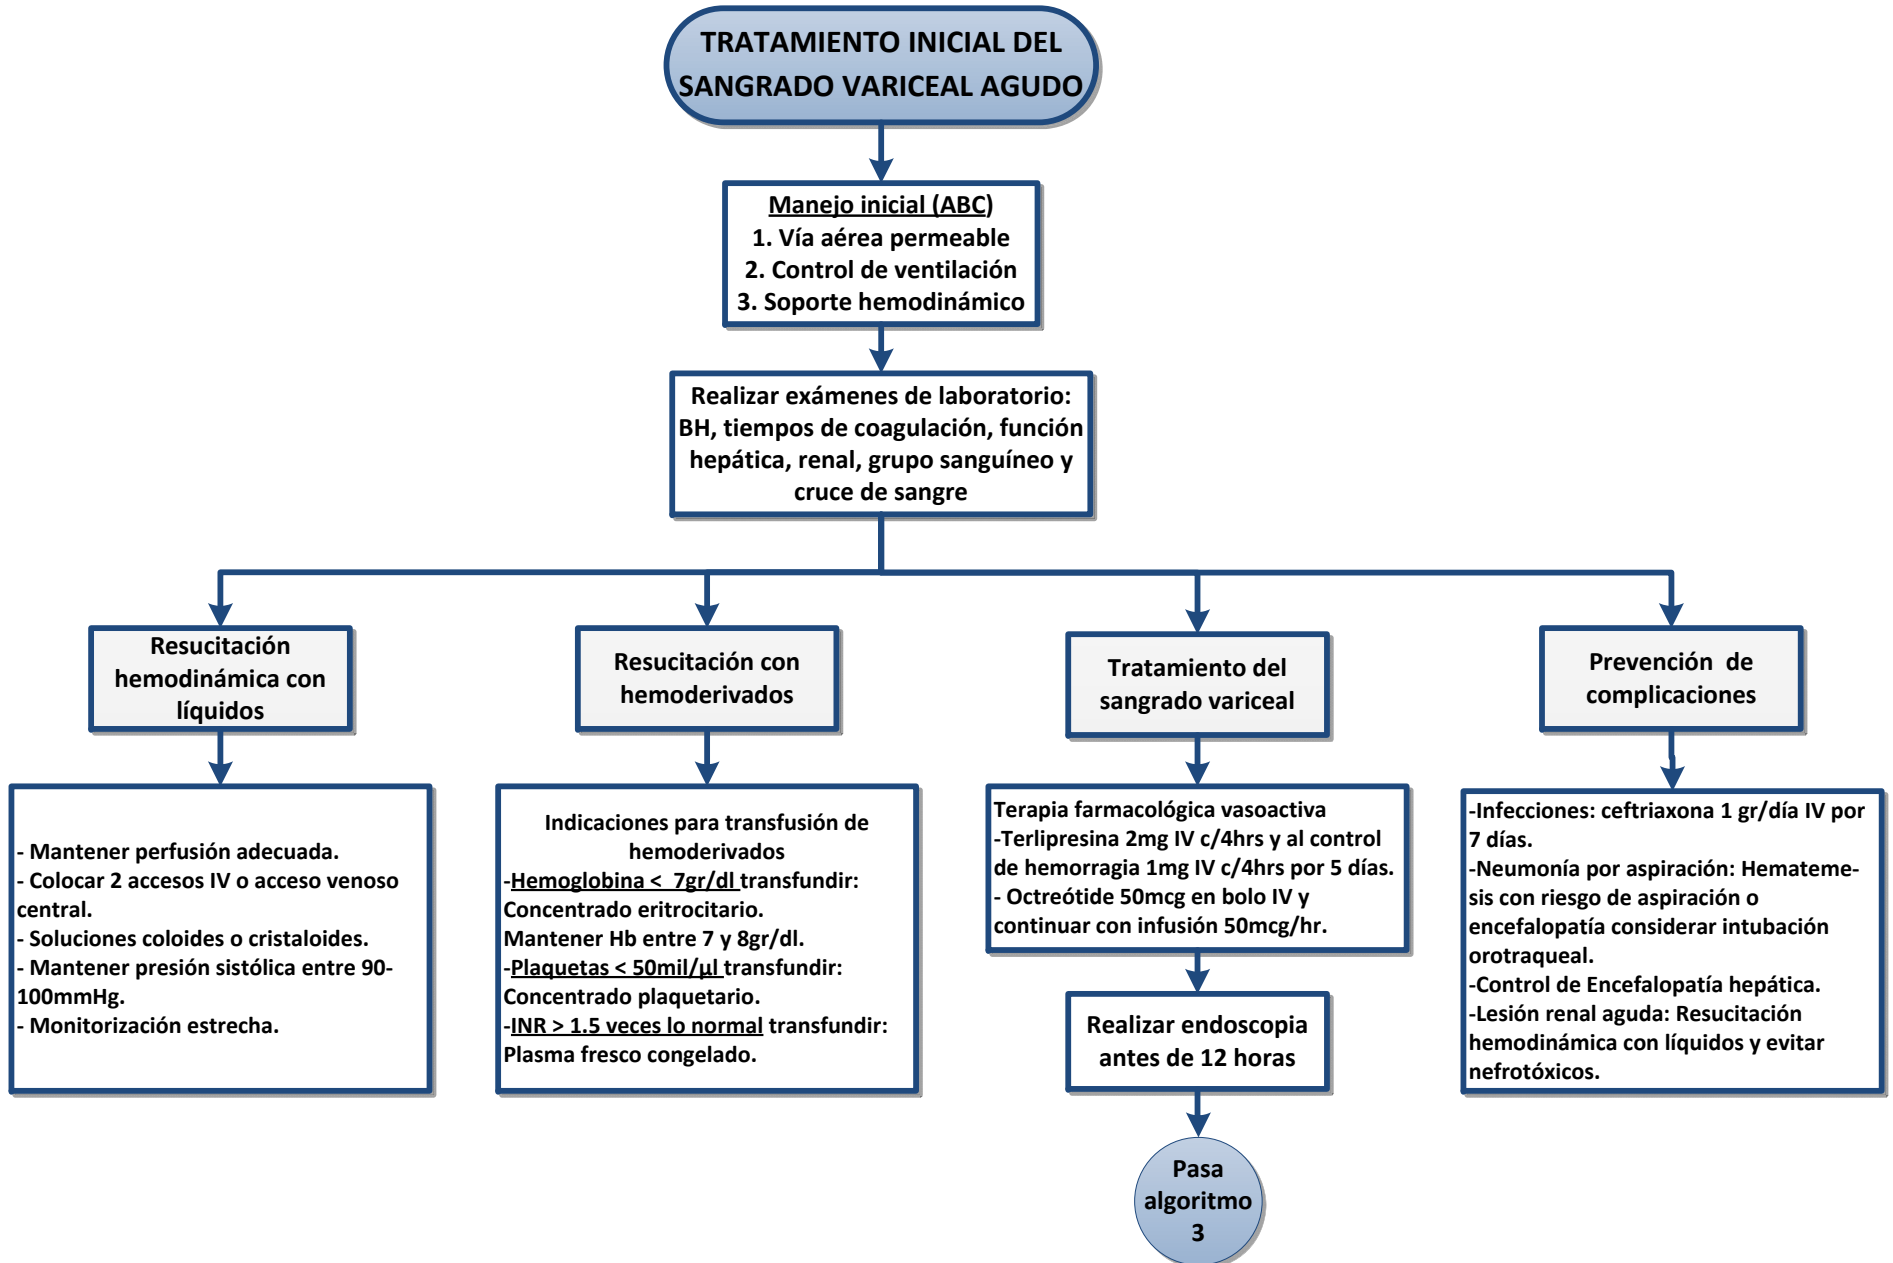 TRATAMIENTO INICIAL DEL
SANGRADO VARICEAL AGUDO
Manejo inicial (ABC)
1. Vía aérea permeable
2. Control de ventilación
3. Soporte hemodinámico
Realizar exámenes de laboratorio:
BH, tiempos de coagulación, función
hepática, renal, grupo sanguíneo y
cruce de sangre
Resucitación
hemodinámica con
líquidos
- Mantener perfusión adecuada.
- Colocar 2 accesos IV o acceso venoso
central.
- Soluciones coloides o cristaloides.
- Mantener presión sistólica entre 90-
100mmHg.
- Monitorización estrecha.
Resucitación con
hemoderivados
Indicaciones para transfusión de
hemoderivados
-Hemoglobina < 7gr/dl transfundir:
Concentrado eritrocitario.
Mantener Hb entre 7 y 8gr/dl.
-Plaquetas < 50mil/µl transfundir:
Concentrado plaquetario.
-INR > 1.5 veces lo normal transfundir:
Plasma fresco congelado.
Tratamiento del
sangrado variceal
Terapia farmacológica vasoactiva
-Terlipresina 2mg IV c/4hrs y al control
de hemorragia 1mg IV c/4hrs por 5 días.
- Octreótide 50mcg en bolo IV y
continuar con infusión 50mcg/hr.
Realizar endoscopia
antes de 12 horas
Pasa
algoritmo
3
Prevención de
complicaciones
-Infecciones: ceftriaxona 1 gr/día IV por
7 días.
-Neumonía por aspiración: Hemateme-
sis con riesgo de aspiración o
encefalopatía considerar intubación
orotraqueal.
-Control de Encefalopatía hepática.
-Lesión renal aguda: Resucitación
hemodinámica con líquidos y evitar
nefrotóxicos.